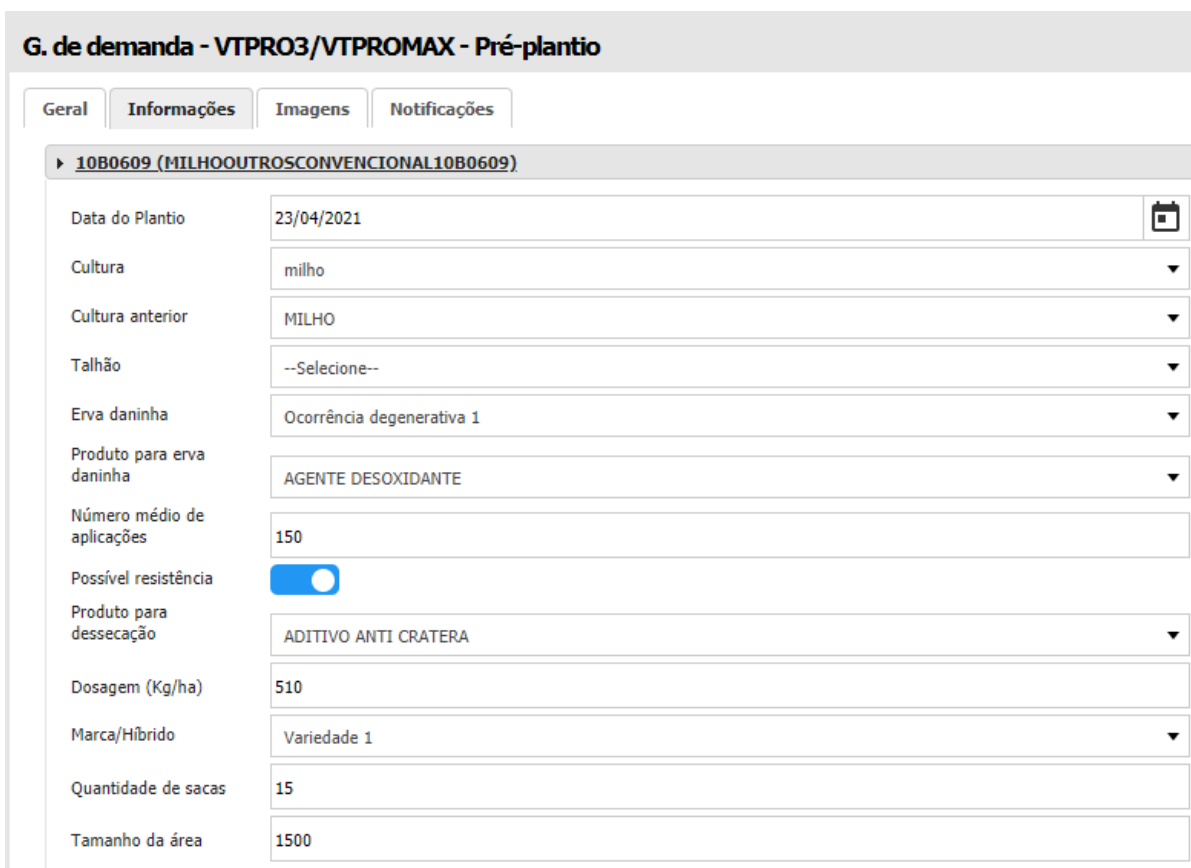 G. de demanda - VTPRO3/VTPROMAX - Pré-plantio
Geral Informações Imagens Notificações
10B0609 (MILHOOUTROSCONVENCIONAL10B0609)
Data do Plantio 23/04/2021
Cultura milho
Cultura anterior MILHO
Talhão --Selecione--
Erva daninha Ocorrência degenerativa 1
Produto para erva
daninha AGENTE DESOXIDANTE
Número médio de
aplicações 150
Possível resistência
Produto para
dessecação ADITIVO ANTI CRATERA
Dosagem (Kg/ha) 510
Marca/Híbrido Variedade 1
Quantidade de sacas 15
Tamanho da área 1500